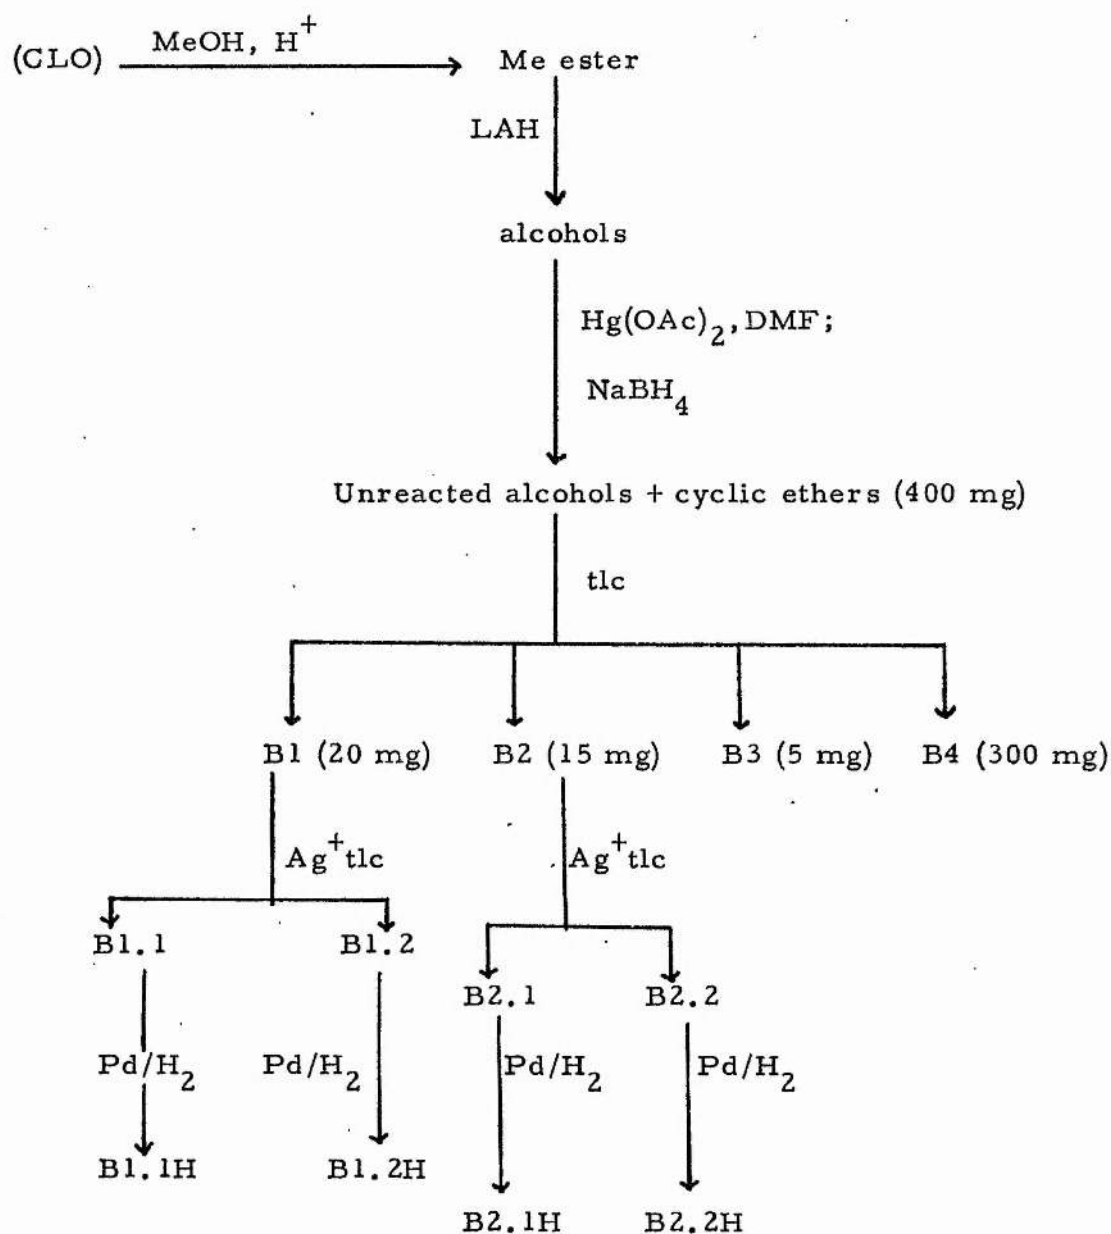 (CLO) MeOH, H⁺ Me ester
LAH
alcohols
Hg(OAc)₂, DMF;
NaBH₄
Unreacted alcohols + cyclic ethers (400 mg)
tlc
B1 (20 mg) B2 (15 mg) B3 (5 mg) B4 (300 mg)
Ag⁺tlc Ag⁺tlc
B1.1 B1.2
B2.1 B2.2
Pd/H₂ Pd/H₂ Pd/H₂ Pd/H₂
B1.1H B1.2H
B2.1H B2.2H